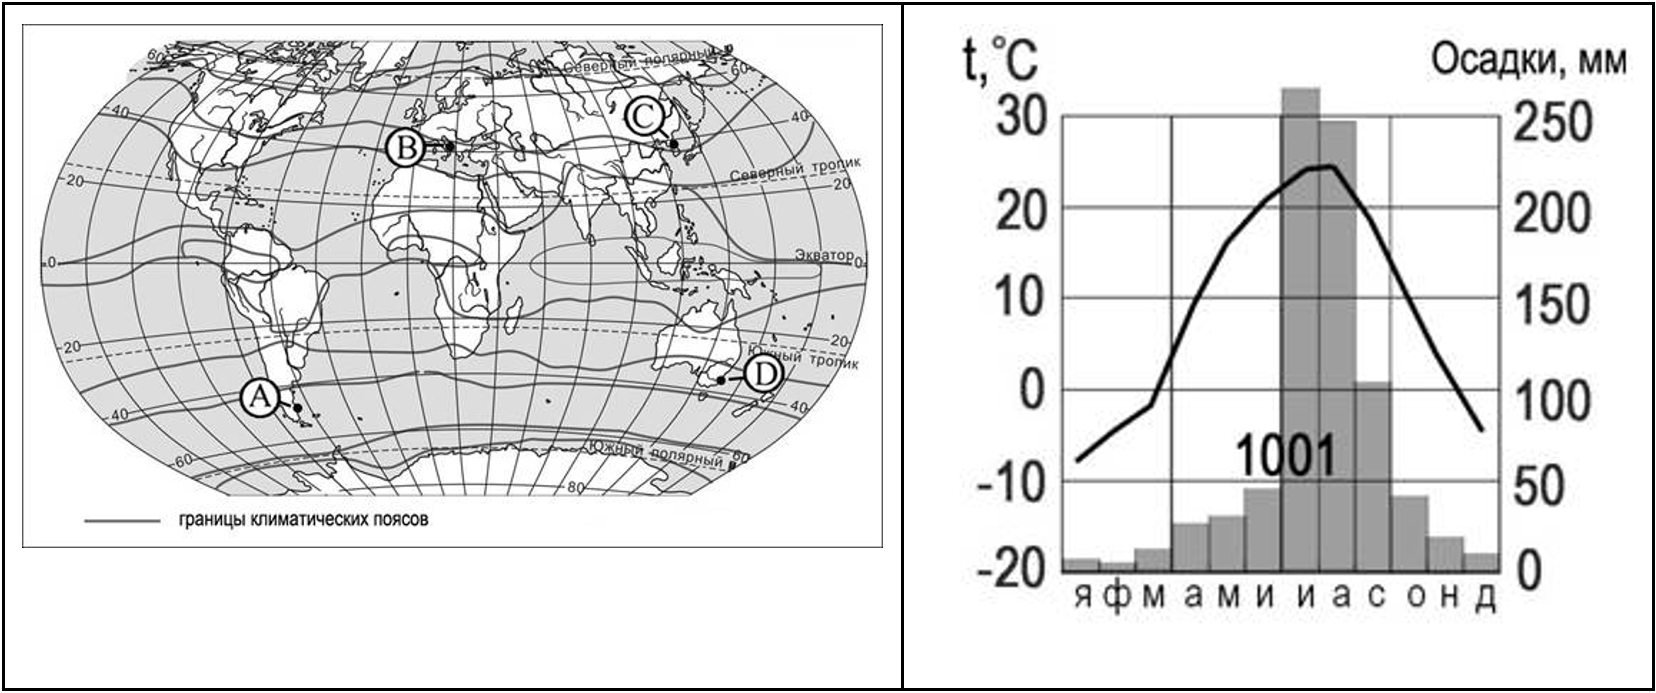 Северный полярный
60
60
40
40
C
B
Северный тропик
20
20
Экватор
0
0
20
20
Южный тропик
D
A
40
40
Южный полярный
60
60
80
границы климатических поясов
t,°C
Осадки, мм
30
250
20
200
10
150
0
100
1001
-10
50
-20
0
я ф м а м и и а с о н д